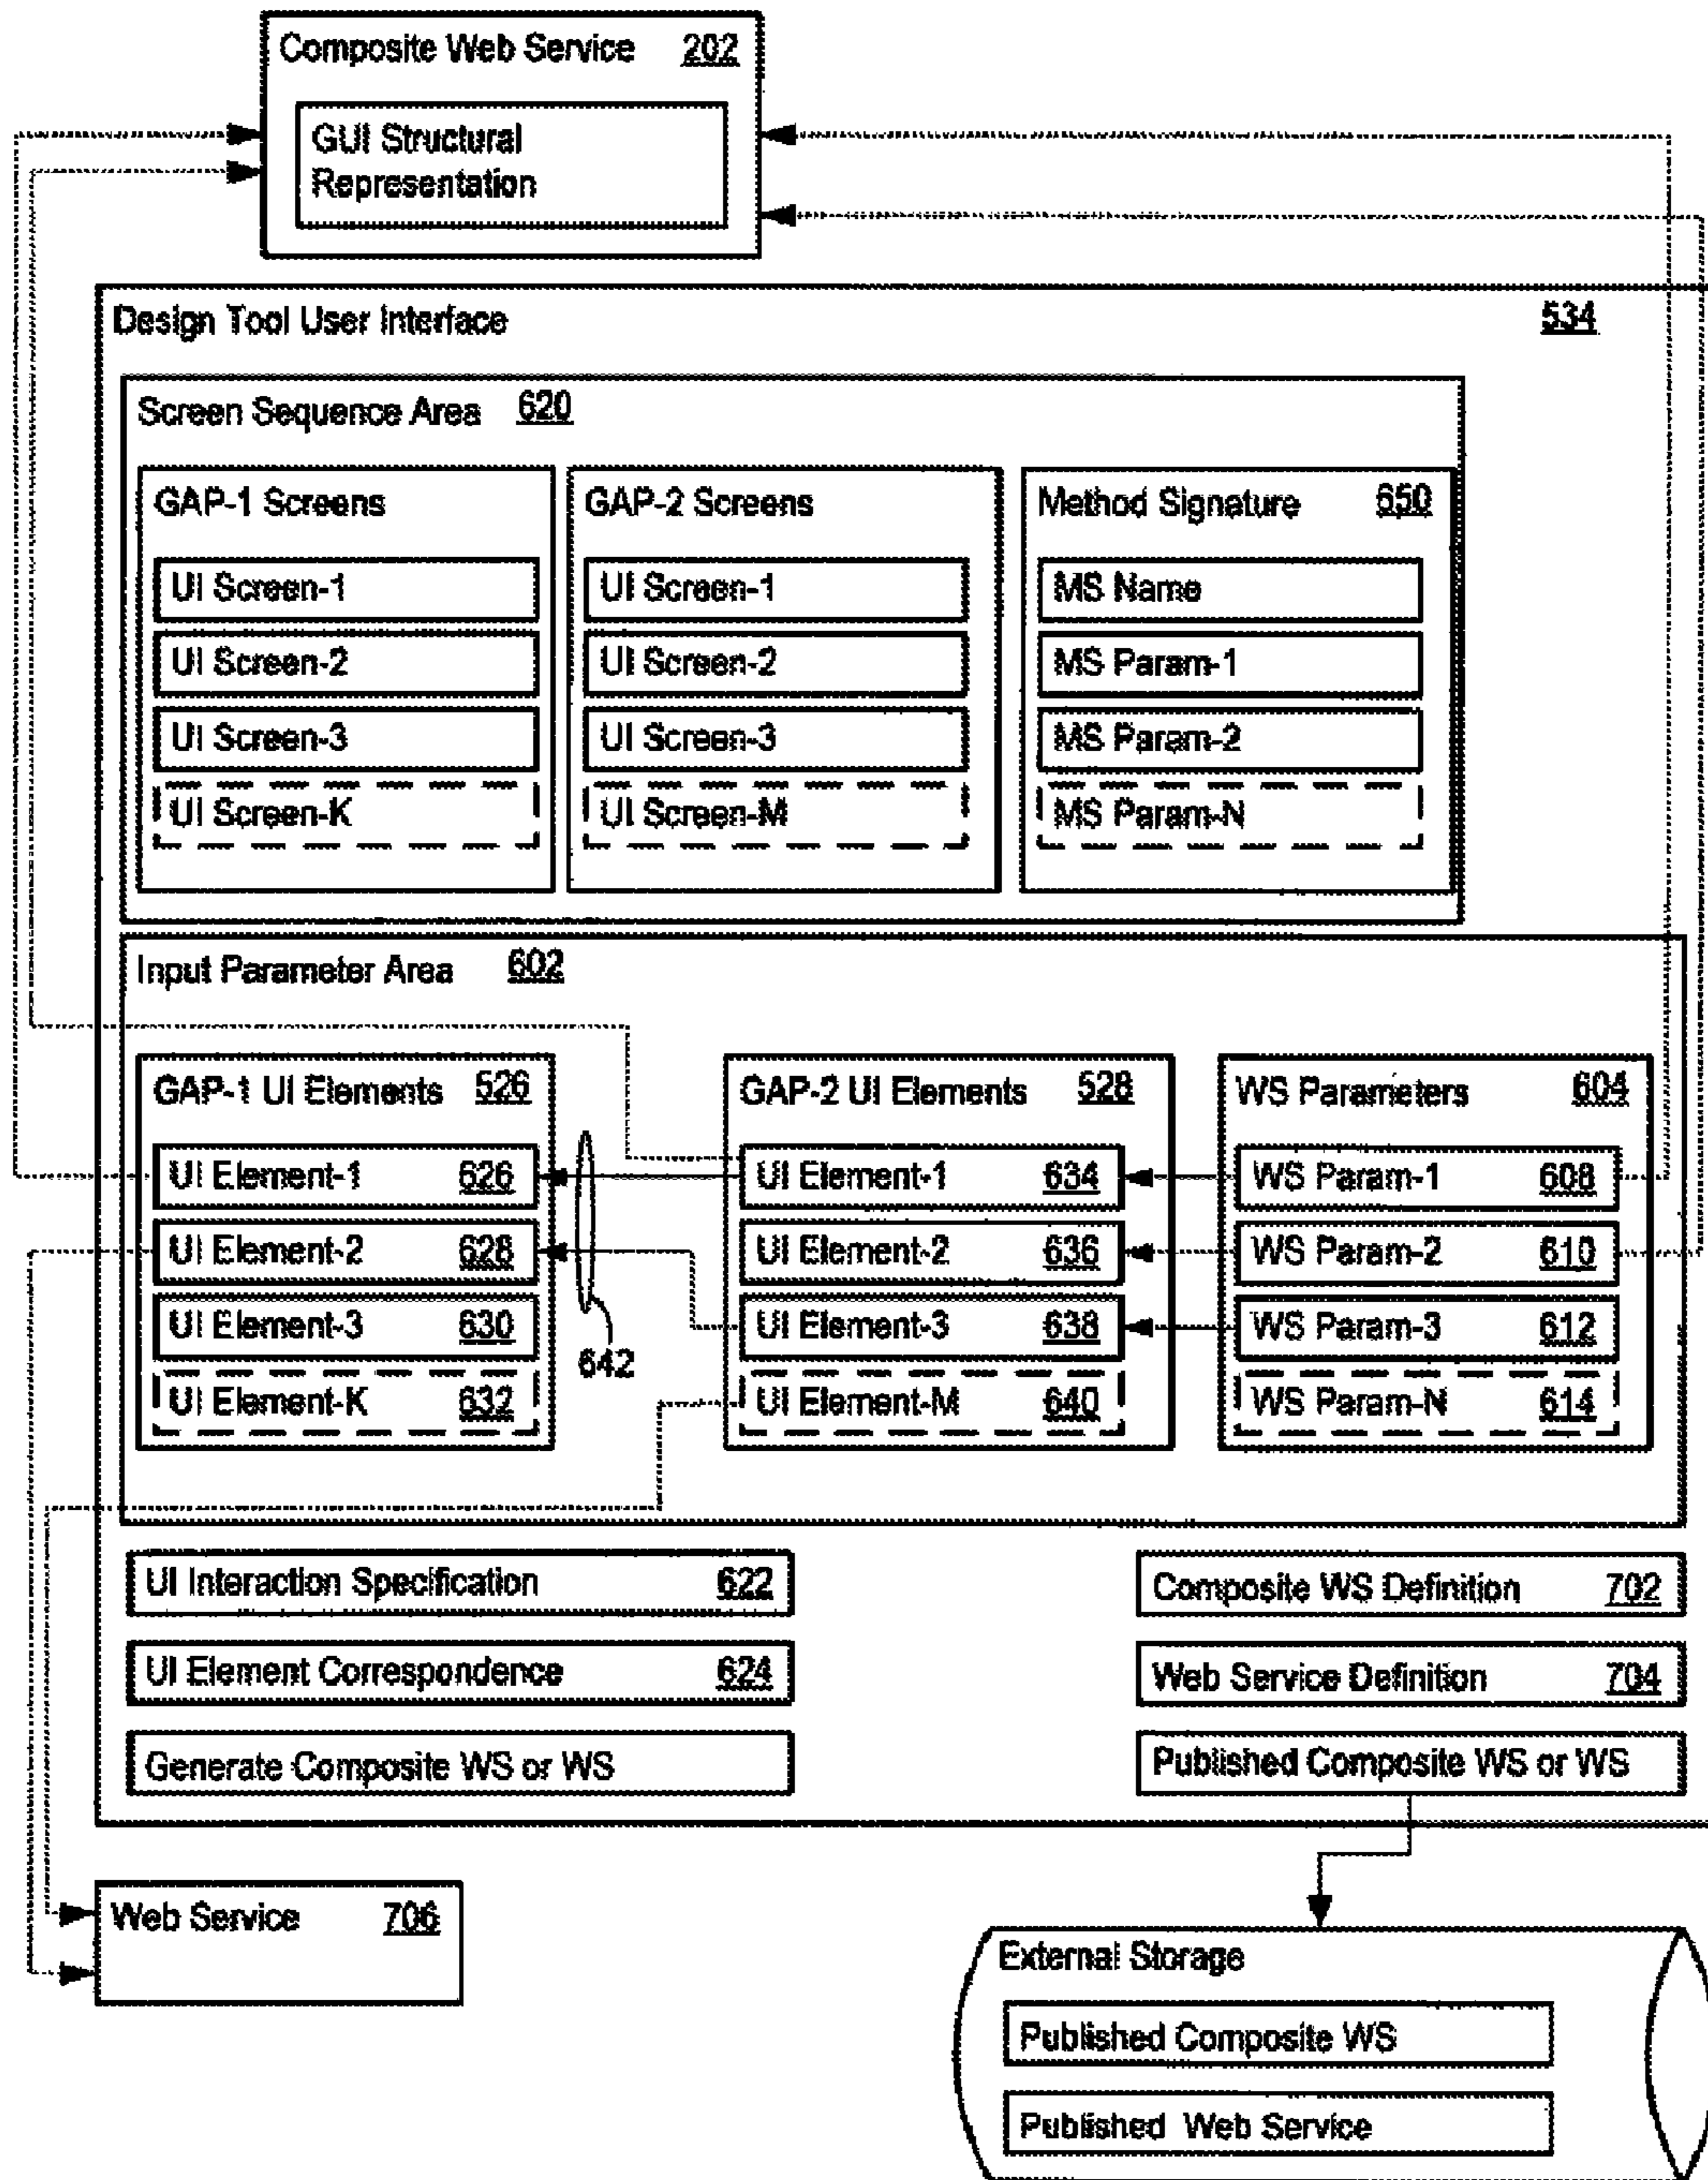 Composite Web Service 202
GUI Structural
Representation
Design Tool User Interface 534
Screen Sequence Area 620
GAP-1 Screens
UI Screen-1
UI Screen-2
UI Screen-3
UI Screen-K
GAP-2 Screens
UI Screen-1
UI Screen-2
UI Screen-3
UI Screen-M
Method Signature 650
MS Name
MS Param-1
MS Param-2
MS Param-N
Input Parameter Area 602
GAP-1 UI Elements 526
UI Element-1 626
UI Element-2 628
UI Element-3 630
UI Element-K 632
642
GAP-2 UI Elements 528
UI Element-1 634
UI Element-2 636
UI Element-3 638
UI Element-M 640
WS Parameters 604
WS Param-1 608
WS Param-2 610
WS Param-3 612
WS Param-N 614
UI Interaction Specification 622
UI Element Correspondence 624
Generate Composite WS or WS
Composite WS Definition 702
Web Service Definition 704
Published Composite WS or WS
Web Service 706
External Storage
Published Composite WS
Published Web Service